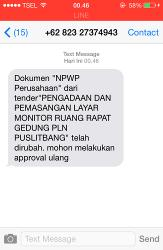 TSEL 00.46 58%
LINE
(15) +62 823 27374943 Contact
Text Message
Hari Ini 00.46
Dokumen "NPWP
Perusahaan" dari
tender"PENGADAAN DAN
PEMASANGAN LAYAR
MONITOR RUANG RAPAT
GEDUNG PLN
PUSLITBANG" telah
dirubah. mohon melakukan
approval ulang
Text Message Send